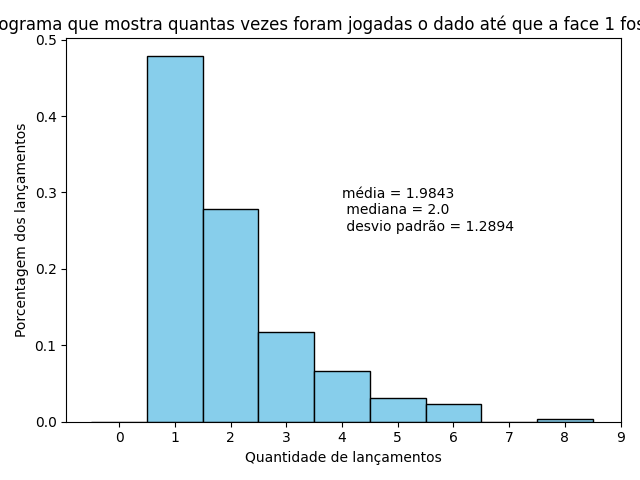 que mostra quantas vezes foram jogadas o dado até que a face 1
0.5
0.4
0.3
0.2
0.1
0.0
Porcentagem dos lançamentos
média = 1.9843
mediana = 2.0
desvio padrão = 1.2894
0 1 2 3 4 5 6 7 8 9
Quantidade de lançamentos